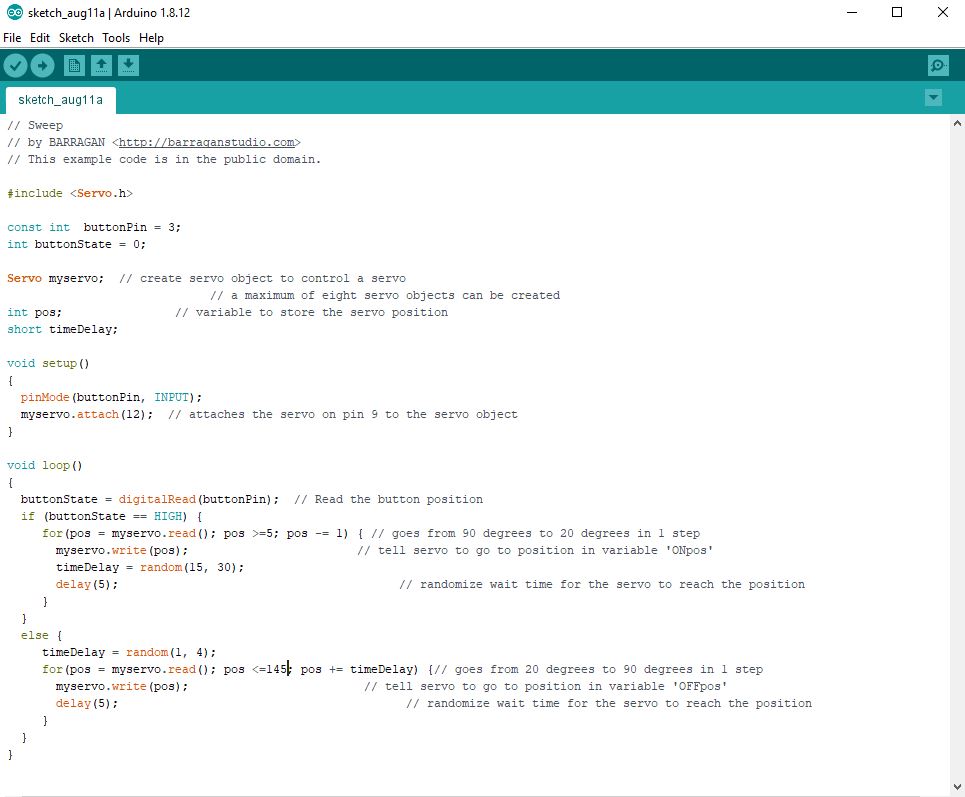 sketch_aug11a | Arduino 1.8.12
File Edit Sketch Tools Help
sketch_aug11a
// Sweep
// by BARRAGAN <http://barraganstudio.com>
// This example code is in the public domain.
#include <Servo.h>
const int  buttonPin = 3;
int buttonState = 0;
Servo myservo;  // create servo object to control a servo
// a maximum of eight servo objects can be created
int pos;                // variable to store the servo position
short timeDelay;
void setup()
{
  pinMode(buttonPin, INPUT);
  myservo.attach(12);  // attaches the servo on pin 9 to the servo object
}
void loop()
{
  buttonState = digitalRead(buttonPin);  // Read the button position
  if (buttonState == HIGH) {
     for(pos = myservo.read(); pos >=5; pos -= 1) { // goes from 90 degrees to 20 degrees in 1 step
       myservo.write(pos);                        // tell servo to go to position in variable 'ONpos'
       timeDelay = random(15, 30);
       delay(5);                                        // randomize wait time for the servo to reach the position
     }
  }
  else {
     timeDelay = random(1, 4);
     for(pos = myservo.read(); pos <=145; pos += timeDelay) {// goes from 20 degrees to 90 degrees in 1 step
       myservo.write(pos);                         // tell servo to go to position in variable 'OFFpos'
       delay(5);                                         // randomize wait time for the servo to reach the position
     }
  }
}